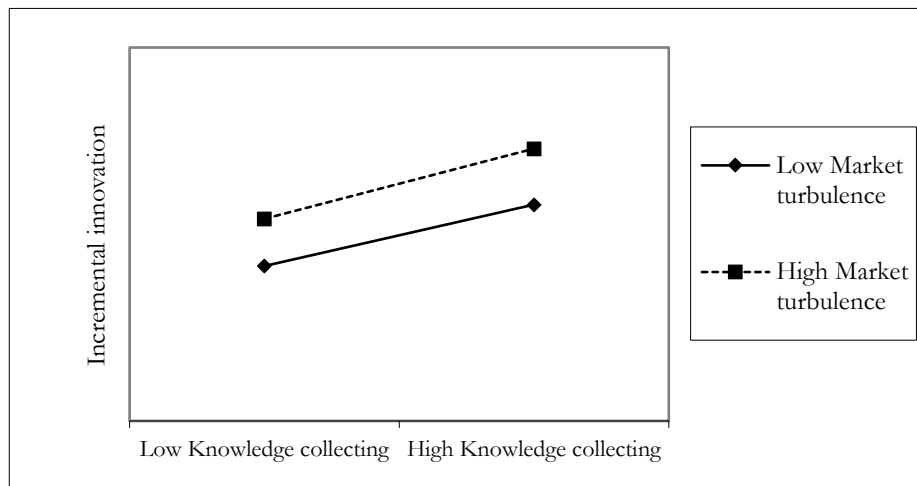 Incremental innovation
Low Knowledge collecting
High Knowledge collecting
Low Market
turbulence
High Market
turbulence